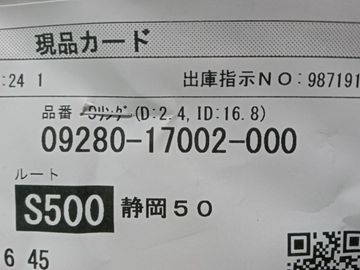 現品カード
:24 1 出庫指示NO:987191
品番 Oリング(D:2.4,ID:16.8)
09280-17002-000
ルート
S500 静岡50
6 45